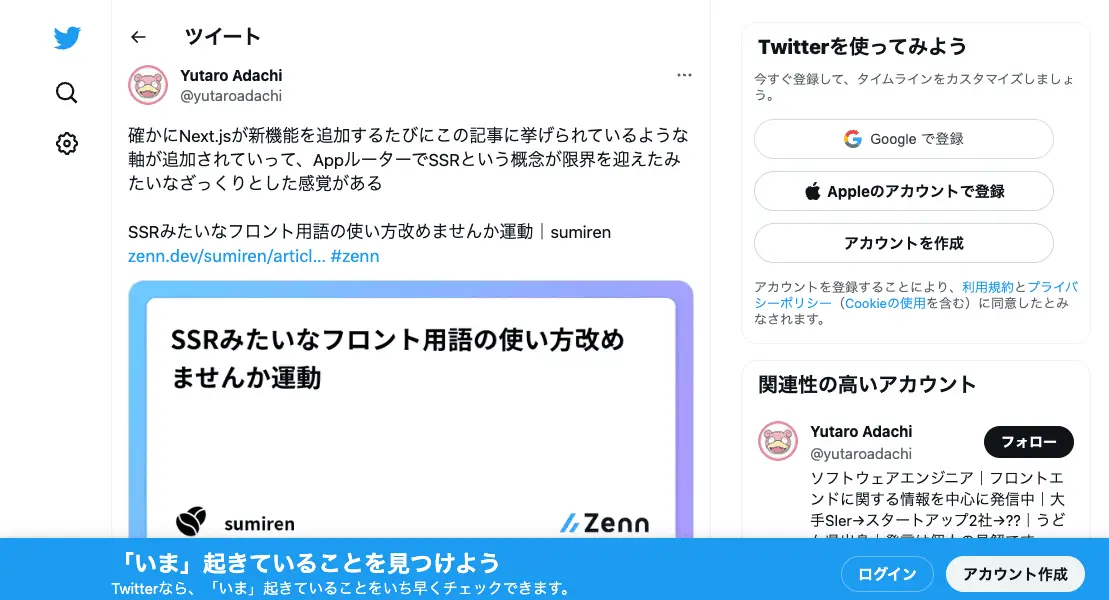 ツイート
Yutaro Adachi
@yutaroadachi
確かにNext.jsが新機能を追加するたびにこの記事に挙げられているような
軸が追加されていって、AppルーターでSSRという概念が限界を迎えたみ
たいなざっくりとした感覚がある
SSRみたいなフロント用語の使い方改めませんか運動｜sumiren
zenn.dev/sumiren/articl... #zenn
SSRみたいなフロント用語の使い方改め
ませんか運動
sumiren
Zenn
Twitterを使ってみよう
今すぐ登録して、タイムラインをカスタマイズしましょ
う。
Google で登録
Appleのアカウントで登録
アカウントを作成
アカウントを登録することにより、利用規約とプライバ
シーポリシー（Cookieの使用を含む）に同意したとみ
なされます。
関連性の高いアカウント
Yutaro Adachi
@yutaroadachi
フォロー
ソフトウェアエンジニア｜フロントエ
ンドに関する情報を中心に発信中｜大
手SIer→スタートアップ2社→??｜うど
「いま」起きていることを見つけよう
Twitterなら、「いま」起きていることをいち早くチェックできます。
ログイン
アカウント作成